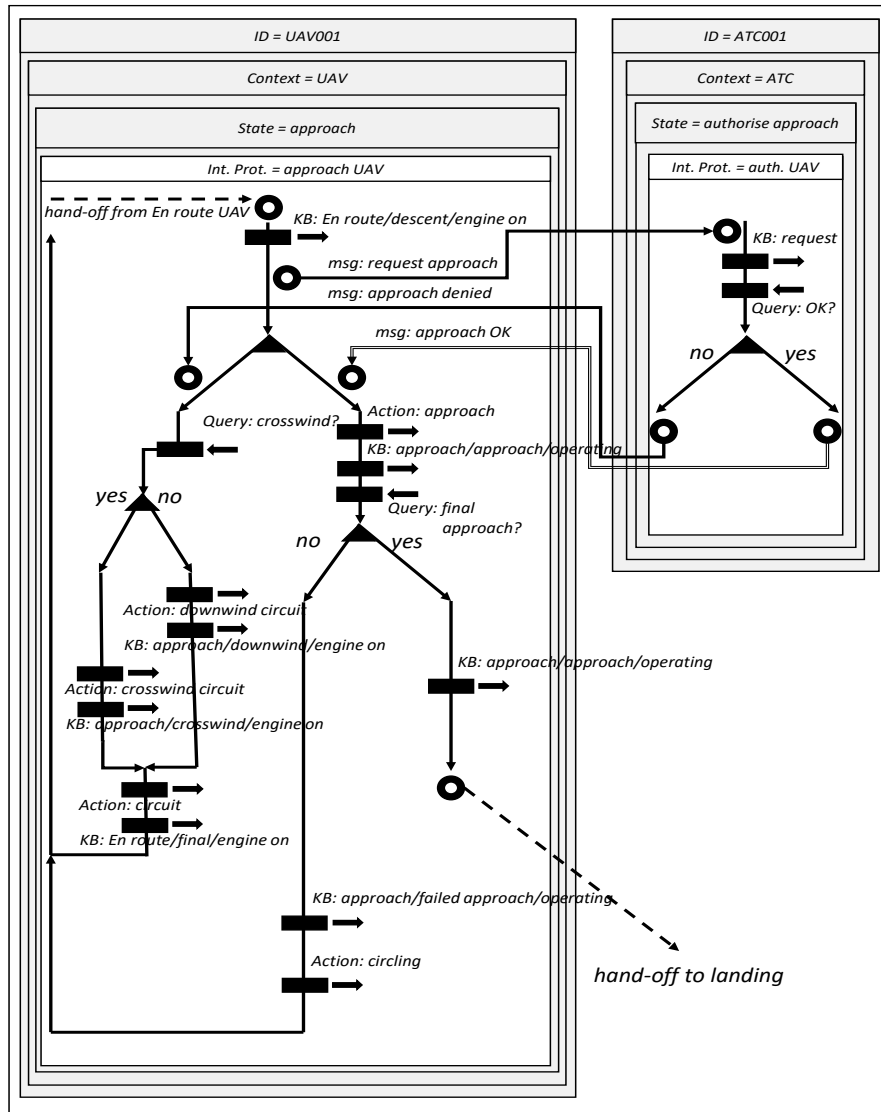 ID = UAV001
Context = UAV
State = approach
Int. Prot. = approach UAV
hand-off from En route UAV
KB: En route/descent/engine on
msg: request approach
msg: approach denied
msg: approach OK
Query: crosswind?
yes
no
Action: approach
KB: approach/approach/operating
Query: final
approach?
no
yes
Action: downwind circuit
KB: approach/downwind/engine on
Action: crosswind circuit
KB: approach/crosswind/engine on
Action: circuit
KB: En route/final/engine on
KB: approach/approach/operating
KB: approach/failed approach/operating
Action: circling
hand-off to landing
ID = ATC001
Context = ATC
State = authorise approach
Int. Prot. = auth. UAV
KB: request
Query: OK?
no
yes